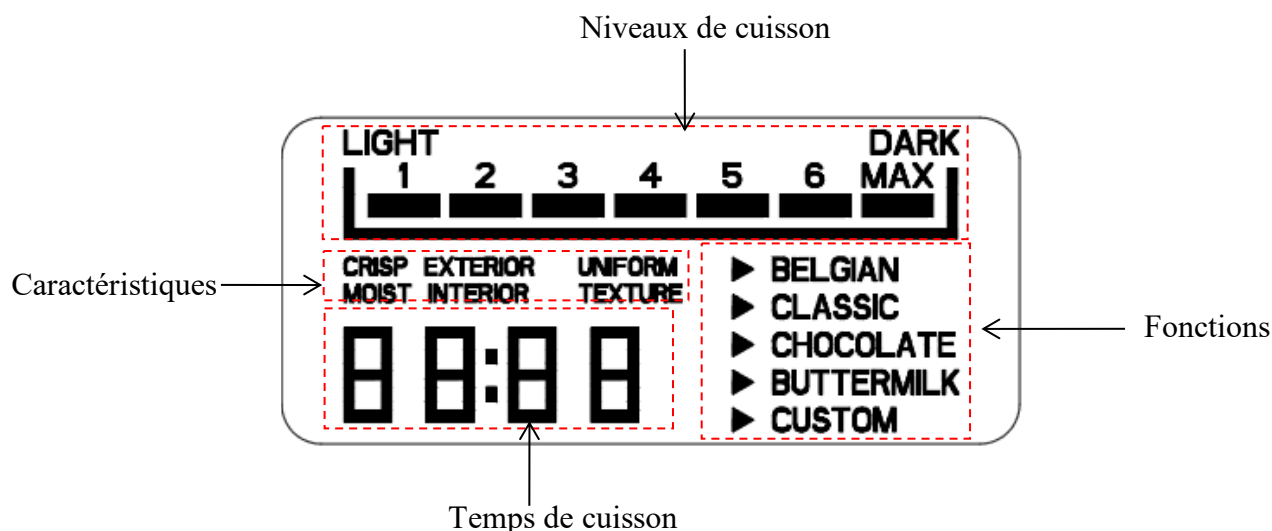 Niveaux de cuisson
LIGHT DARK
1 2 3 4 5 6 MAX
CRISP EXTERIOR UNIFORM
MOIST INTERIOR TEXTURE
Caractéristiques
88:88
BELGIAN
CLASSIC
CHOCOLATE
BUTTERMILK
CUSTOM
Fonctions
Temps de cuisson